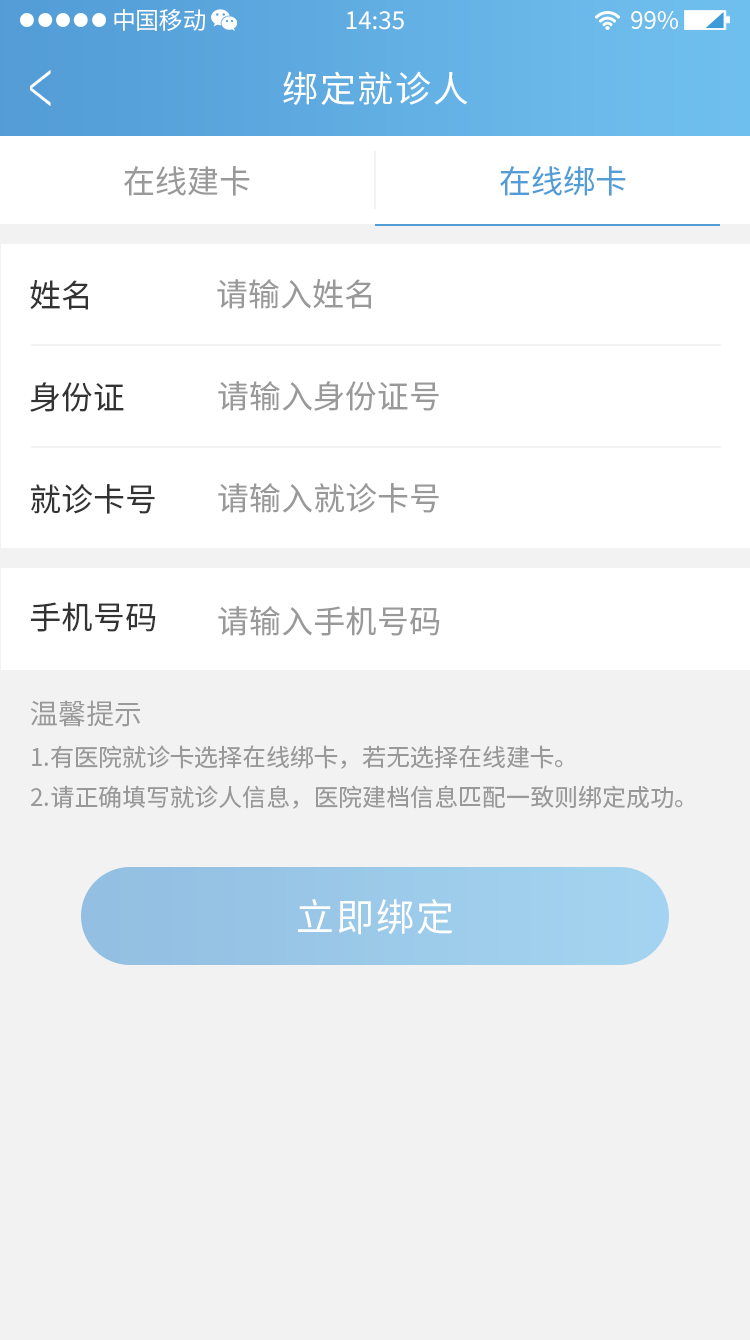 中国移动 14:35 99%
绑定就诊人
在线建卡 在线绑卡
姓名 请输入姓名
身份证 请输入身份证号
就诊卡号 请输入就诊卡号
手机号码 请输入手机号码
温馨提示
1.有医院就诊卡选择在线绑卡，若无选择在线建卡。
2.请正确填写就诊人信息，医院建档信息匹配一致则绑定成功。
立即绑定